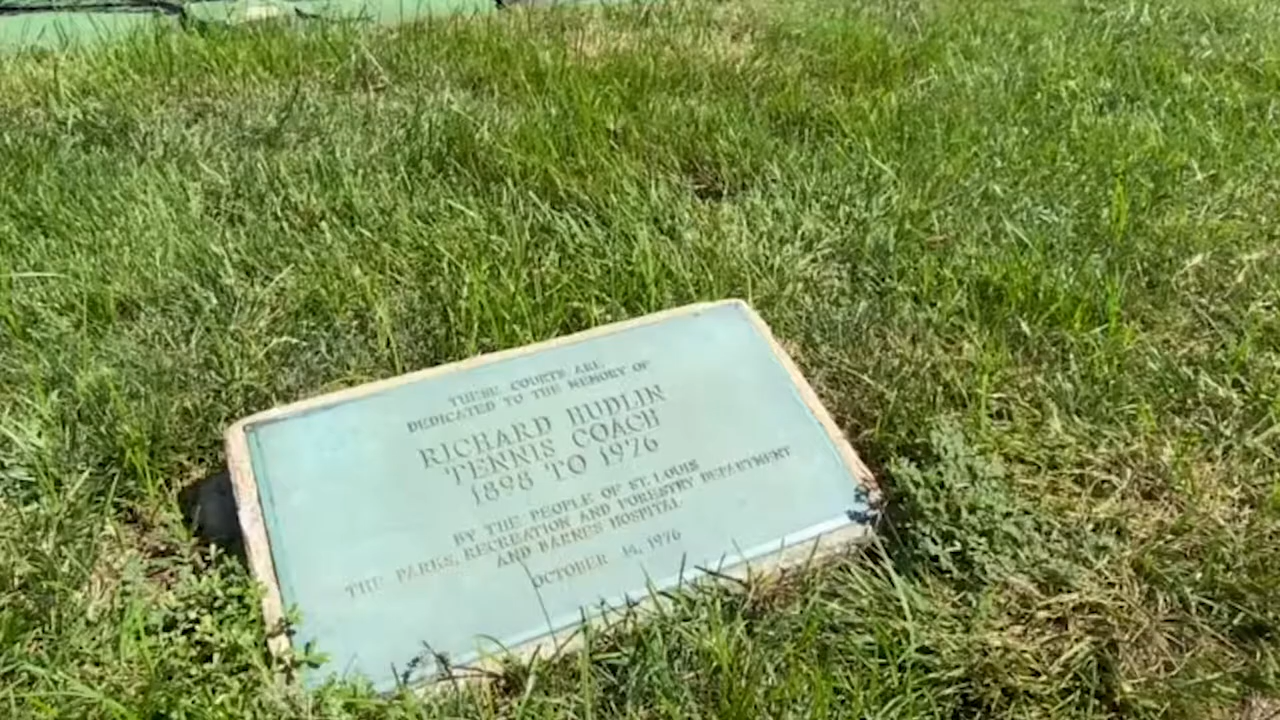 THESE COURTS ARE
DEDICATED TO THE MEMORY OF
RICHARD HUDLIN
TENNIS COACH
1898 TO 1976
BY THE PEOPLE OF ST. LOUIS
THE PARKS, RECREATION AND FORESTRY DEPARTMENT
AND BARNES HOSPITAL
OCTOBER 14, 1976